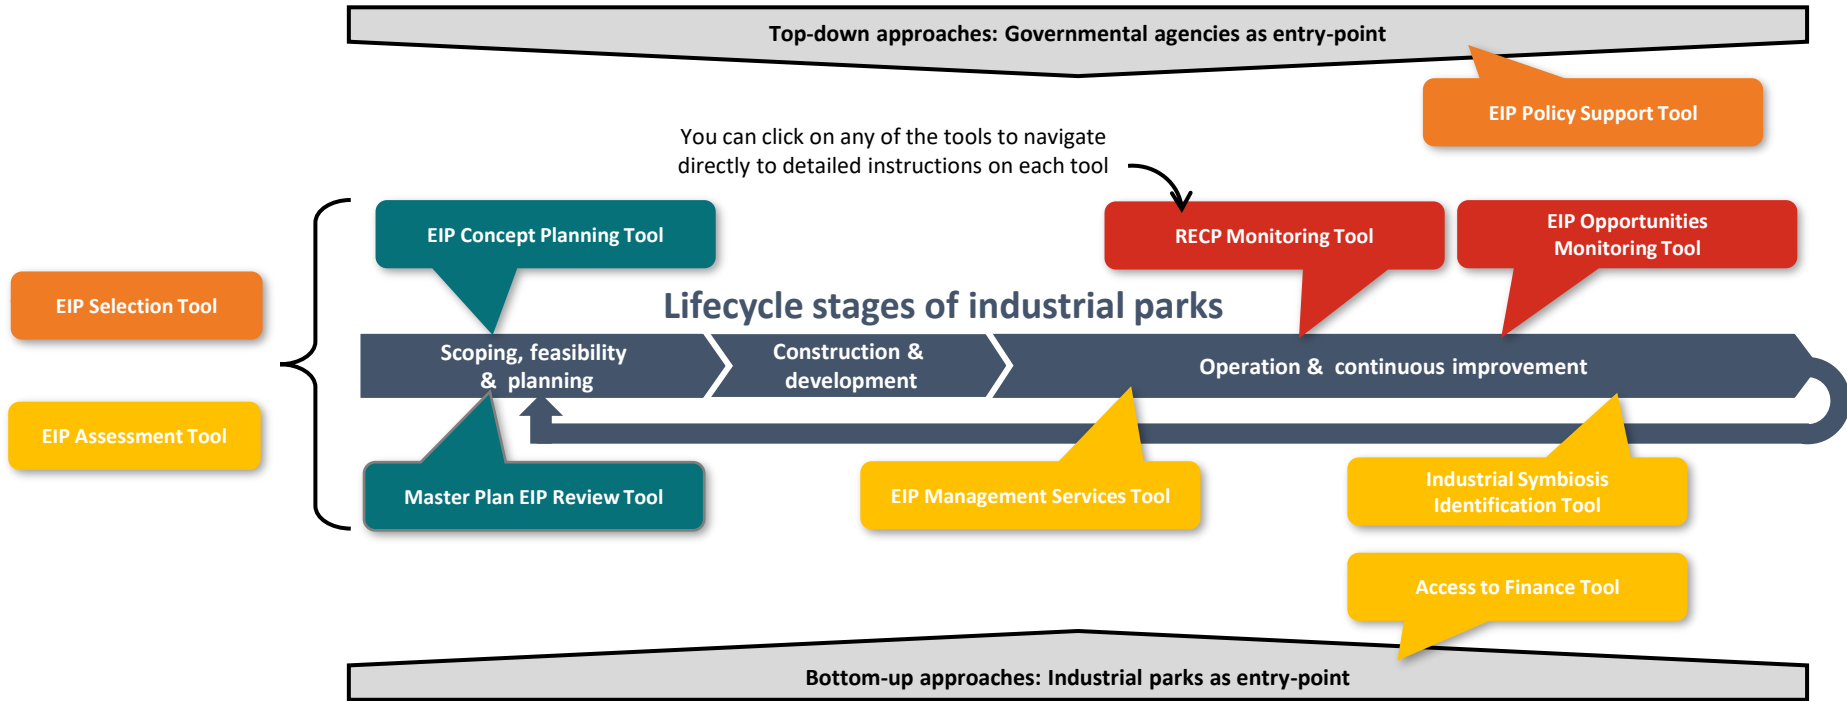 Top-down approaches: Governmental agencies as entry-point
EIP Policy Support Tool
You can click on any of the tools to navigate
directly to detailed instructions on each tool
EIP Concept Planning Tool
RECP Monitoring Tool
EIP Opportunities
Monitoring Tool
EIP Selection Tool
Lifecycle stages of industrial parks
Scoping, feasibility
& planning
Construction &
development
Operation & continuous improvement
EIP Assessment Tool
Master Plan EIP Review Tool
EIP Management Services Tool
Industrial Symbiosis
Identification Tool
Access to Finance Tool
Bottom-up approaches: Industrial parks as entry-point